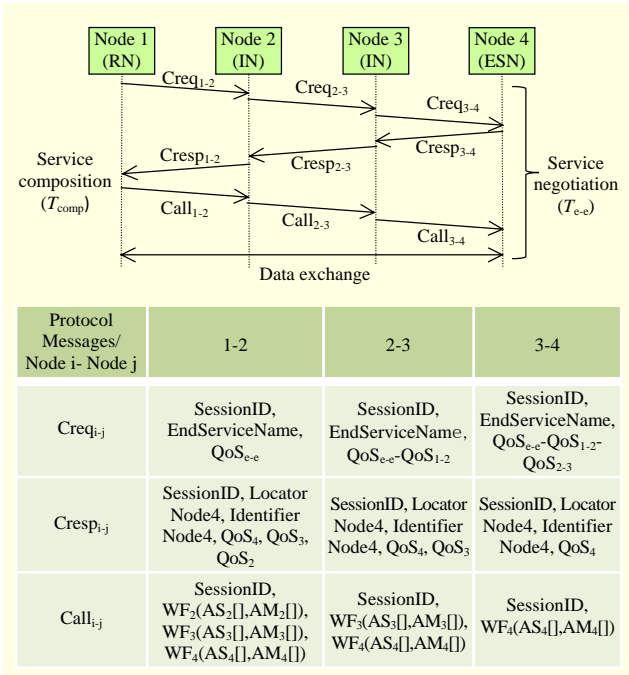 Node 1 Node 2 Node 3 Node 4
(RN) (IN) (IN) (ESN)
Creq1-2
Creq2-3
Creq3-4
Cresp1-2
Cresp2-3
Cresp3-4
Service
composition
(Tcomp)
Service
negotiation
(Te-e)
Call1-2
Call2-3
Call3-4
Data exchange
Protocol
Messages/
Node i- Node j
1-2
2-3
3-4
Creqi-j
SessionID,
EndServiceName,
QoSe-e
SessionID,
EndServiceName,
QoSe-e-QoS1-2
SessionID,
EndServiceName,
QoSe-e-QoS1-2-
QoS2-3
Crespi-j
SessionID, Locator
Node4, Identifier
Node4, QoS4, QoS3,
QoS2
SessionID, Locator
Node4, Identifier
Node4, QoS4, QoS3
SessionID, Locator
Node4, Identifier
Node4, QoS4
Calli-j
SessionID,
WF2(AS2[],AM2[]),
WF3(AS3[],AM3[]),
WF4(AS4[],AM4[])
SessionID,
WF3(AS3[],AM3[]),
WF4(AS4[],AM4[])
SessionID,
WF4(AS4[],AM4[])